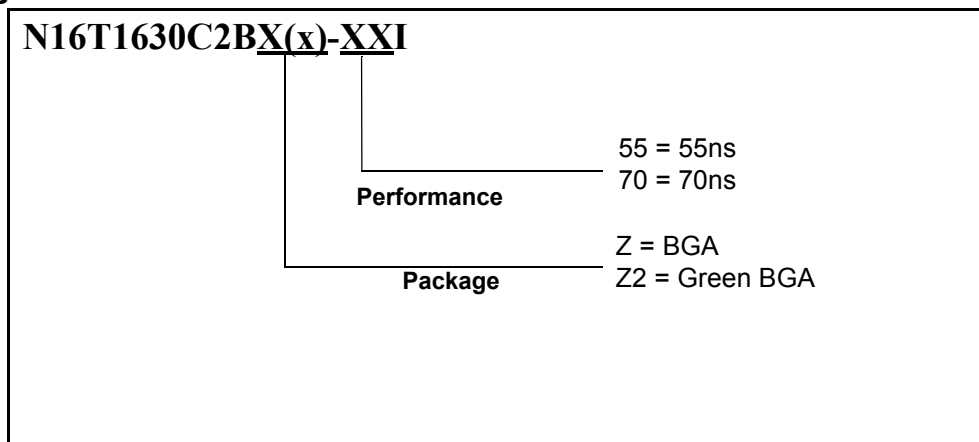 N16T1630C2BX(x)-XXI
55 = 55ns
70 = 70ns
Performance
Z = BGA
Z2 = Green BGA
Package